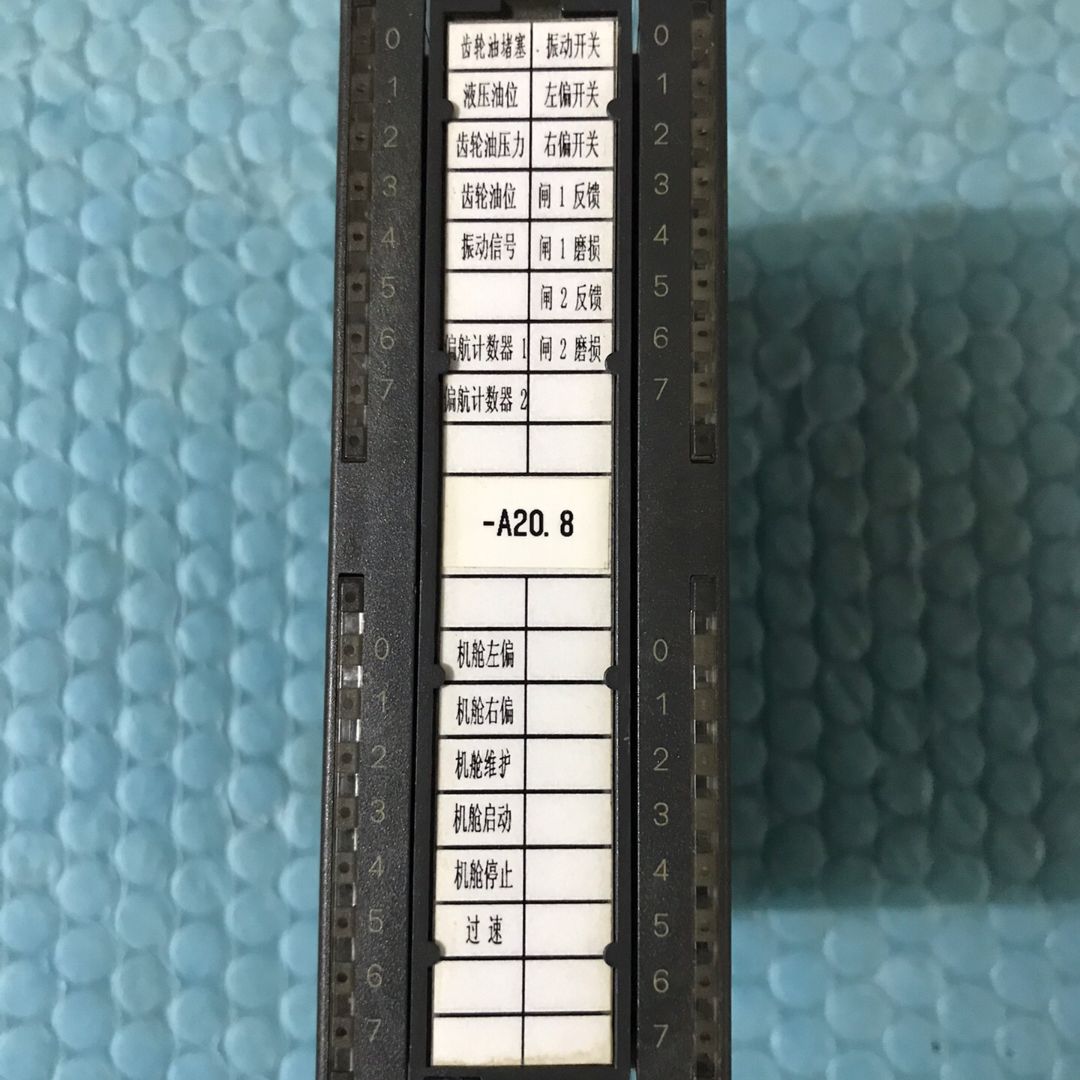 0 齿轮油堵塞 振动开关 0
1 液压油位 左偏开关 1
2 齿轮油压力 右偏开关 2
3 齿轮油位 闸1反馈 3
4 振动信号 闸1磨损 4
5 闸2反馈 5
6 偏航计数器1 闸2磨损 6
7 偏航计数器2 7
-A20.8
0 机舱左偏 0
1 机舱右偏 1
2 机舱维护 2
3 机舱启动 3
4 机舱停止 4
5 过速 5
6 6
7 7